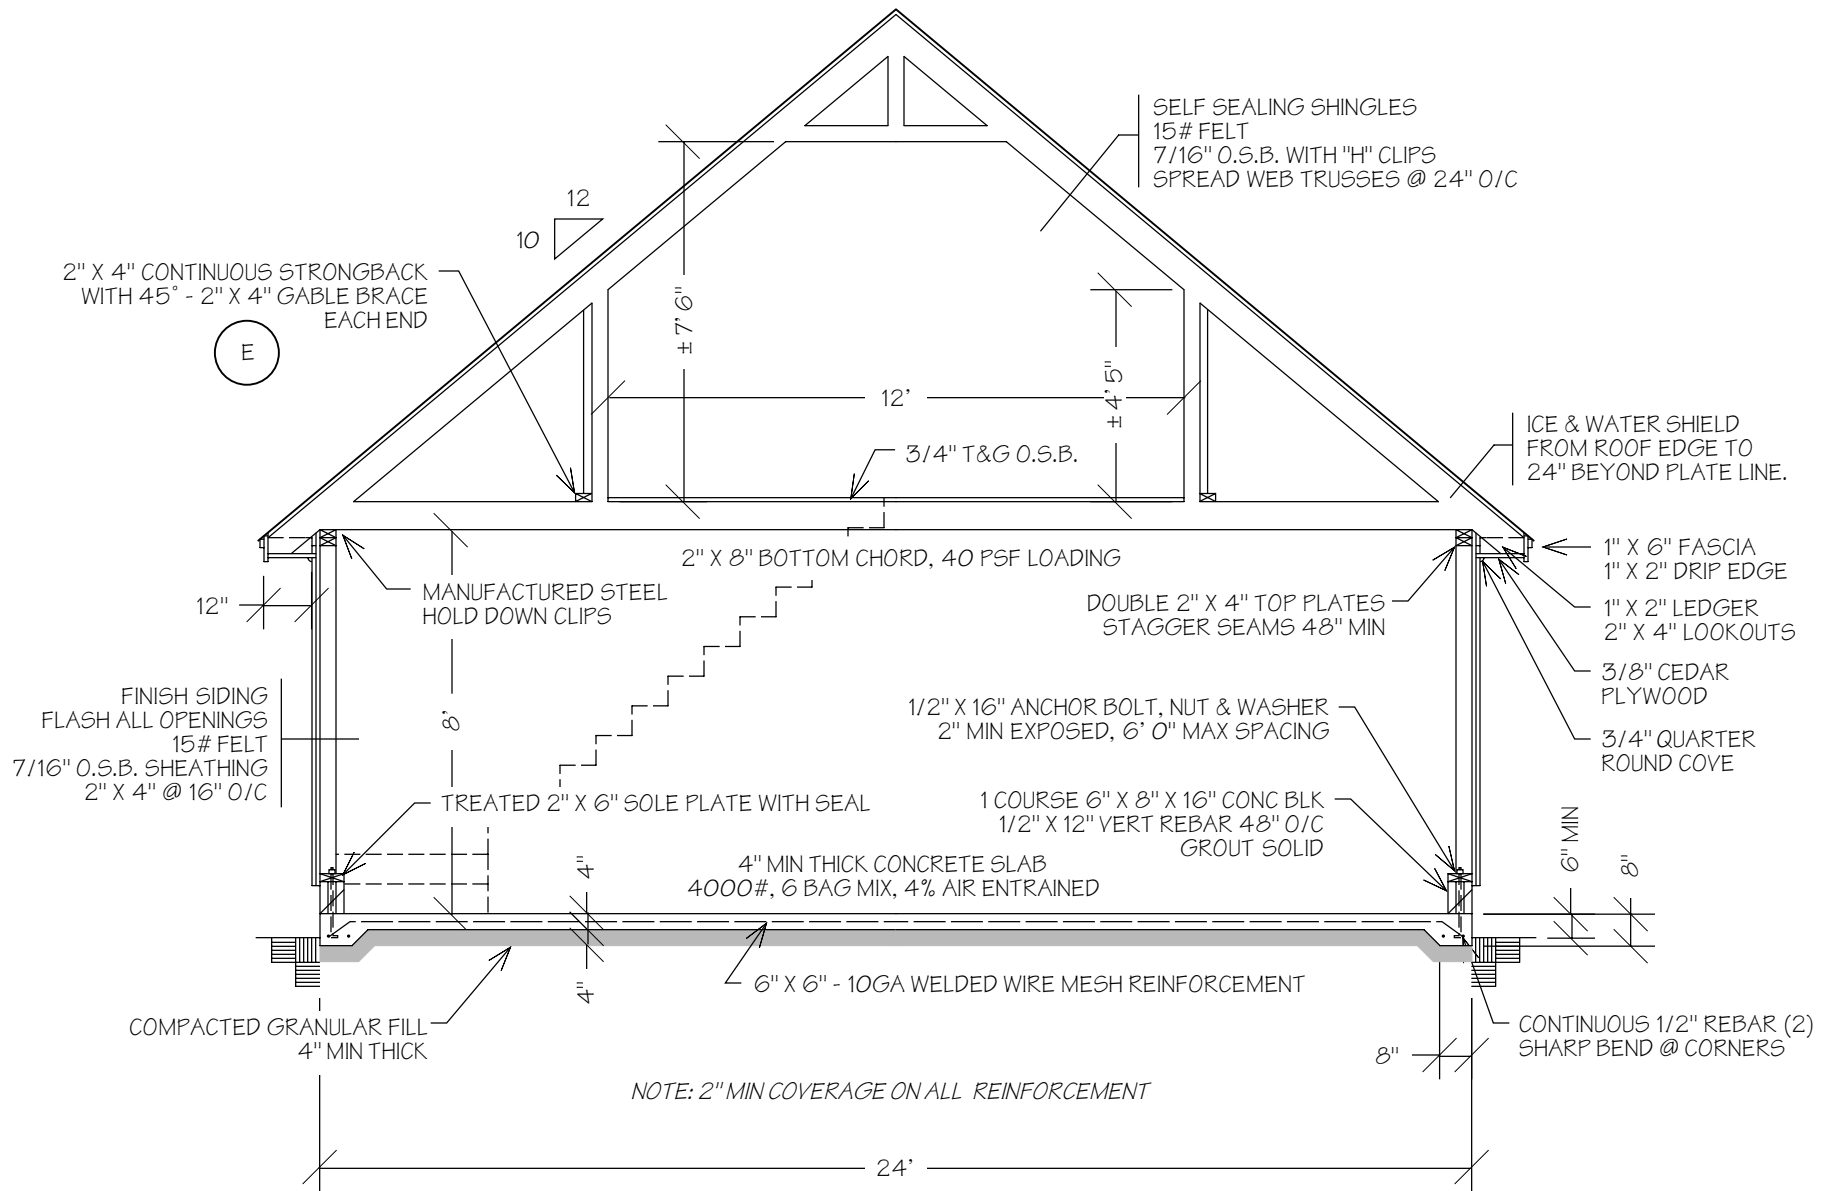 SELF SEALING SHINGLES
15# FELT
7/16" O.S.B. WITH "H" CLIPS
SPREAD WEB TRUSSES @ 24" O/C
12
10
2" X 4" CONTINUOUS STRONGBACK
WITH 45° - 2" X 4" GABLE BRACE
EACH END
E
± 7' 6"
12'
± 4' 5"
3/4" T&G O.S.B.
ICE & WATER SHIELD
FROM ROOF EDGE TO
24" BEYOND PLATE LINE.
2" X 8" BOTTOM CHORD, 40 PSF LOADING
12"
MANUFACTURED STEEL
HOLD DOWN CLIPS
DOUBLE 2" X 4" TOP PLATES
STAGGER SEAMS 48" MIN
1" X 6" FASCIA
1" X 2" DRIP EDGE
1" X 2" LEDGER
2" X 4" LOOKOUTS
3/8" CEDAR
PLYWOOD
3/4" QUARTER
ROUND COVE
FINISH SIDING
FLASH ALL OPENINGS
15# FELT
7/16" O.S.B. SHEATHING
2" X 4" @ 16" O/C
8'
1/2" X 16" ANCHOR BOLT, NUT & WASHER
2" MIN EXPOSED, 6' 0" MAX SPACING
TREATED 2" X 6" SOLE PLATE WITH SEAL
1 COURSE 6" X 8" X 16" CONC BLK
1/2" X 12" VERT REBAR 48" O/C
GROUT SOLID
6" MIN
8"
4"
4" MIN THICK CONCRETE SLAB
4000#, 6 BAG MIX, 4% AIR ENTRAINED
4"
6" X 6" - 10GA WELDED WIRE MESH REINFORCEMENT
COMPACTED GRANULAR FILL
4" MIN THICK
8"
CONTINUOUS 1/2" REBAR (2)
SHARP BEND @ CORNERS
NOTE: 2" MIN COVERAGE ON ALL REINFORCEMENT
24'